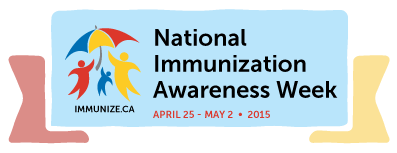 National
Immunization
Awareness Week
IMMUNIZE.CA
APRIL 25 - MAY 2 • 2015